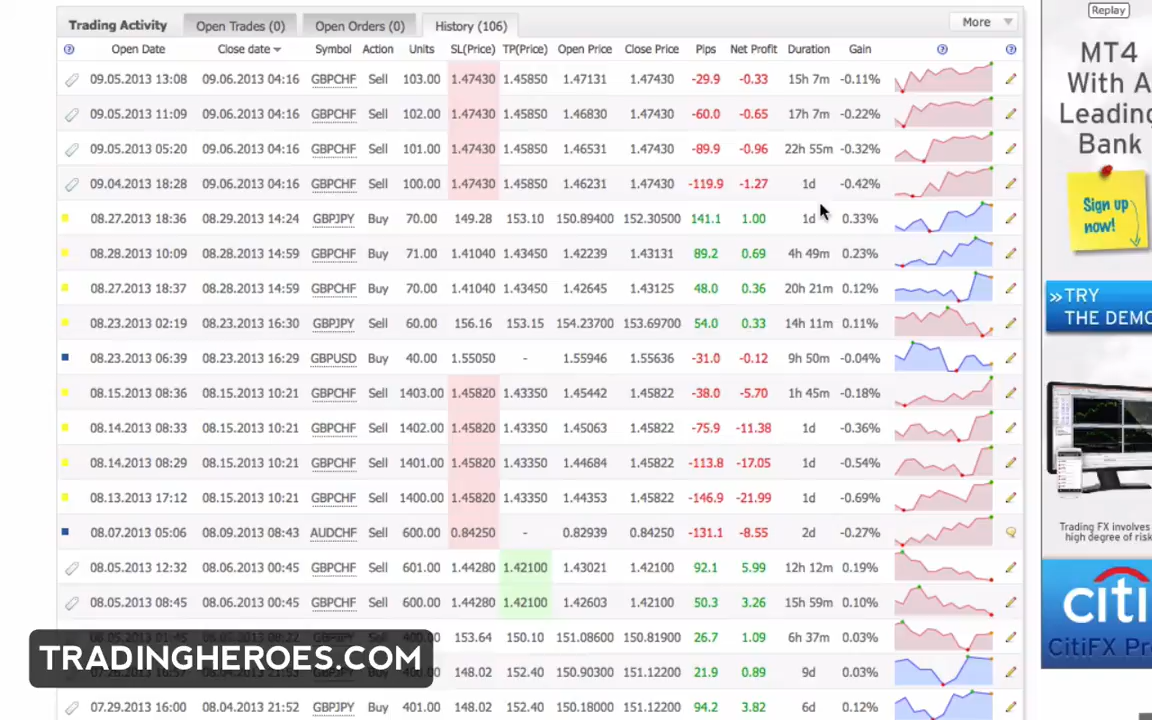 Trading Activity Open Trades (0) Open Orders (0) History (106) More
Open Date Close date Symbol Action Units SL(Price) TP(Price) Open Price Close Price Pips Net Profit Duration Gain
09.05.2013 13:08 09.06.2013 04:16 GBPCHF Sell 103.00 1.47430 1.45850 1.47131 1.47430 -29.9 -0.33 15h 7m -0.11%
09.05.2013 11:09 09.06.2013 04:16 GBPCHF Sell 102.00 1.47430 1.45850 1.46830 1.47430 -60.0 -0.65 17h 7m -0.22%
09.05.2013 05:20 09.06.2013 04:16 GBPCHF Sell 101.00 1.47430 1.45850 1.46531 1.47430 -89.9 -0.96 22h 55m -0.32%
09.04.2013 18:28 09.06.2013 04:16 GBPCHF Sell 100.00 1.47430 1.45850 1.46231 1.47430 -119.9 -1.27 1d -0.42%
08.27.2013 18:36 08.29.2013 14:24 GBPJPY Buy 70.00 149.28 153.10 150.89400 152.30500 141.1 1.00 1d 0.33%
08.28.2013 10:09 08.28.2013 14:59 GBPCHF Buy 71.00 1.41040 1.43450 1.42239 1.43131 89.2 0.69 4h 49m 0.23%
08.27.2013 18:37 08.28.2013 14:59 GBPCHF Buy 70.00 1.41040 1.43450 1.42645 1.43125 48.0 0.36 20h 21m 0.12%
08.23.2013 02:19 08.23.2013 16:30 GBPJPY Sell 60.00 156.16 153.15 154.23700 153.69700 54.0 0.33 14h 11m 0.11%
08.23.2013 06:39 08.23.2013 16:29 GBPUSD Buy 40.00 1.55050 - 1.55946 1.55636 -31.0 -0.12 9h 50m -0.04%
08.15.2013 08:36 08.15.2013 10:21 GBPCHF Sell 1403.00 1.45820 1.43350 1.45442 1.45822 -38.0 -5.70 1h 45m -0.18%
08.14.2013 08:33 08.15.2013 10:21 GBPCHF Sell 1402.00 1.45820 1.43350 1.45063 1.45822 -75.9 -11.38 1d -0.36%
08.14.2013 08:29 08.15.2013 10:21 GBPCHF Sell 1401.00 1.45820 1.43350 1.44684 1.45822 -113.8 -17.05 1d -0.54%
08.13.2013 17:12 08.15.2013 10:21 GBPCHF Sell 1400.00 1.45820 1.43350 1.44353 1.45822 -146.9 -21.99 1d -0.69%
08.07.2013 05:06 08.09.2013 08:43 AUDCHF Sell 600.00 0.84250 - 0.82939 0.84250 -131.1 -8.55 2d -0.27%
08.05.2013 12:32 08.06.2013 00:45 GBPCHF Sell 601.00 1.44280 1.42100 1.43021 1.42100 92.1 5.99 12h 12m 0.19%
08.05.2013 08:45 08.06.2013 00:45 GBPCHF Sell 600.00 1.44280 1.42100 1.42603 1.42100 50.3 3.26 15h 59m 0.10%
153.64 150.10 151.08600 150.81900 26.7 1.09 6h 37m 0.03%
148.02 152.40 150.90300 151.12200 21.9 0.89 9d 0.03%
07.29.2013 16:00 08.04.2013 21:52 GBPJPY Buy 401.00 148.02 152.40 150.18000 151.12200 94.2 3.82 6d 0.12%
TRADINGHEROES.COM
Replay
MT4
With A
Leading
Bank
Sign up
now!
» TRY
THE DEMO
Trading FX involves
high degree of risk
citi
CitiFX Pr